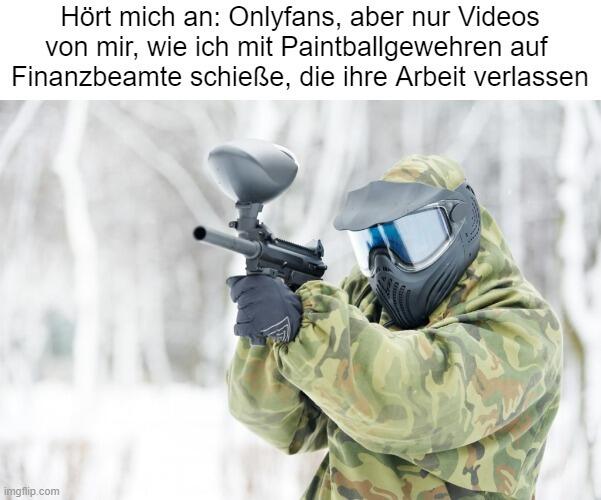 Hört mich an: Onlyfans, aber nur Videos
von mir, wie ich mit Paintballgewehren auf
Finanzbeamte schieße, die ihre Arbeit verlassen
imgflip.com